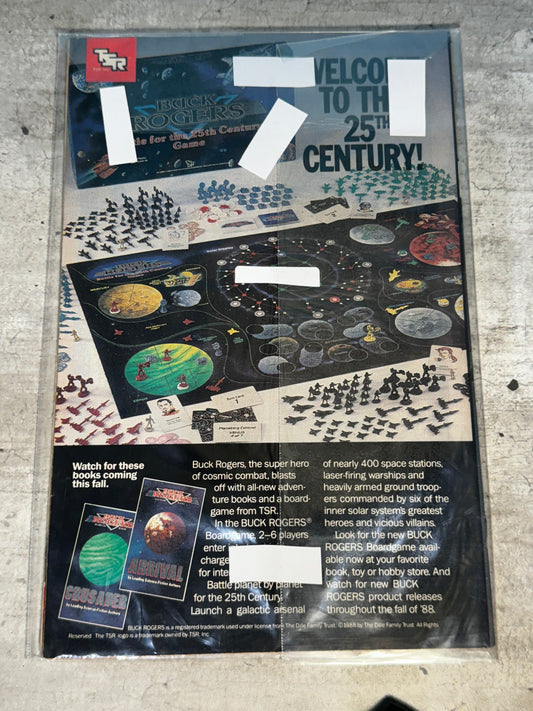 TSR
BUCK
ROGERS
for the 25th Century
Game
TO TH
25TH
CENTURY!
Watch for these
books coming
this fall.
ARRIVAL
CRUSADER
Buck Rogers, the super hero
of cosmic combat, blasts
off with all-new adven-
ture books and a board-
game from TSR.
In the BUCK ROGERS®
Boardgame, 2-6 players
enter
charge
for inte
Battle planet by planet
for the 25th Century.
Launch a galactic arsenal
of nearly 400 space stations,
laser-firing warships and
heavily armed ground troop-
ers commanded by six of the
inner solar system's greatest
heroes and vicious villains.
Look for the new BUCK
ROGERS Boardgame avail-
able now at your favorite
book, toy or hobby store. And
watch for new BUCK
ROGERS product releases
throughout the fall of '88.
BUCK ROGERS is a registered trademark used under license from The Dille Family Trust. ©1988 by The Dille Family Trust. All Rights
Reserved. The TSR logo is a trademark owned by TSR, Inc.